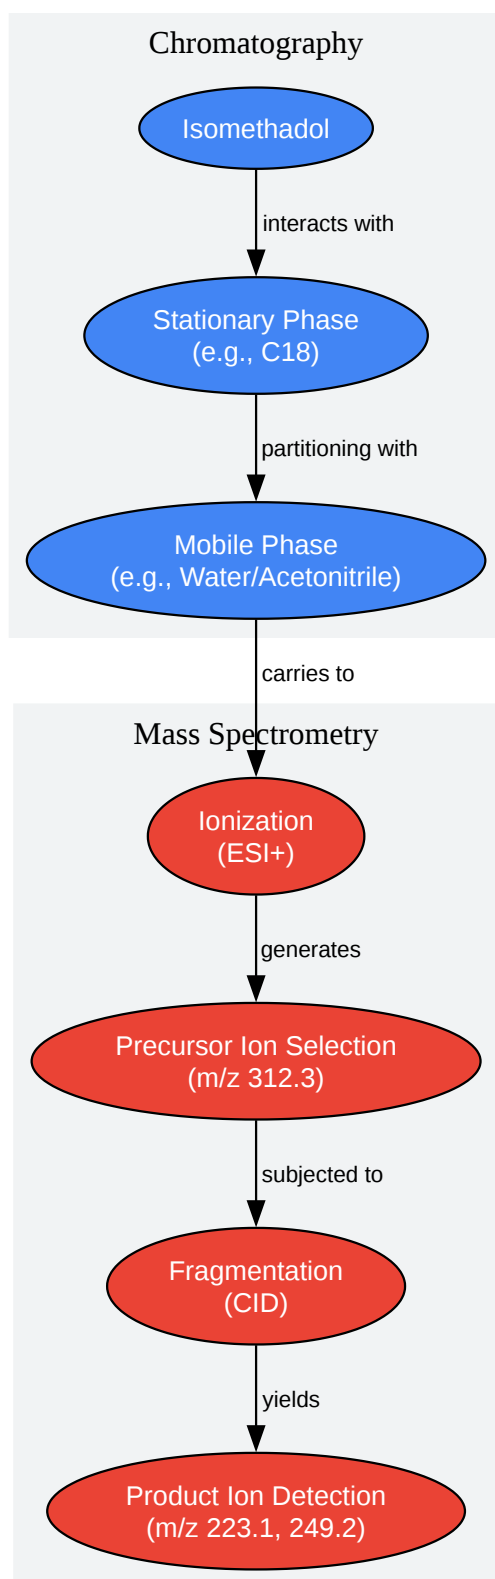 Chromatography
Isomethadol
interacts with
Stationary Phase
(e.g., C18)
partitioning with
Mobile Phase
(e.g., Water/Acetonitrile)
carries to
Mass Spectrometry
Ionization
(ESI+)
generates
Precursor Ion Selection
(m/z 312.3)
subjected to
Fragmentation
(CID)
yields
Product Ion Detection
(m/z 223.1, 249.2)